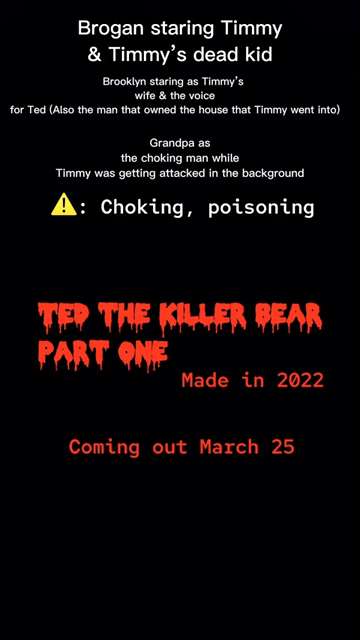 Brogan staring Timmy
& Timmy's dead kid
Brooklyn staring as Timmy's
wife & the voice
for Ted (Also the man that owned the house that Timmy went into)
Grandpa as
the choking man while
Timmy was getting attacked in the background
⚠️: Choking, poisoning
TED THE KILLER BEAR
PART ONE
Made in 2022
Coming out March 25